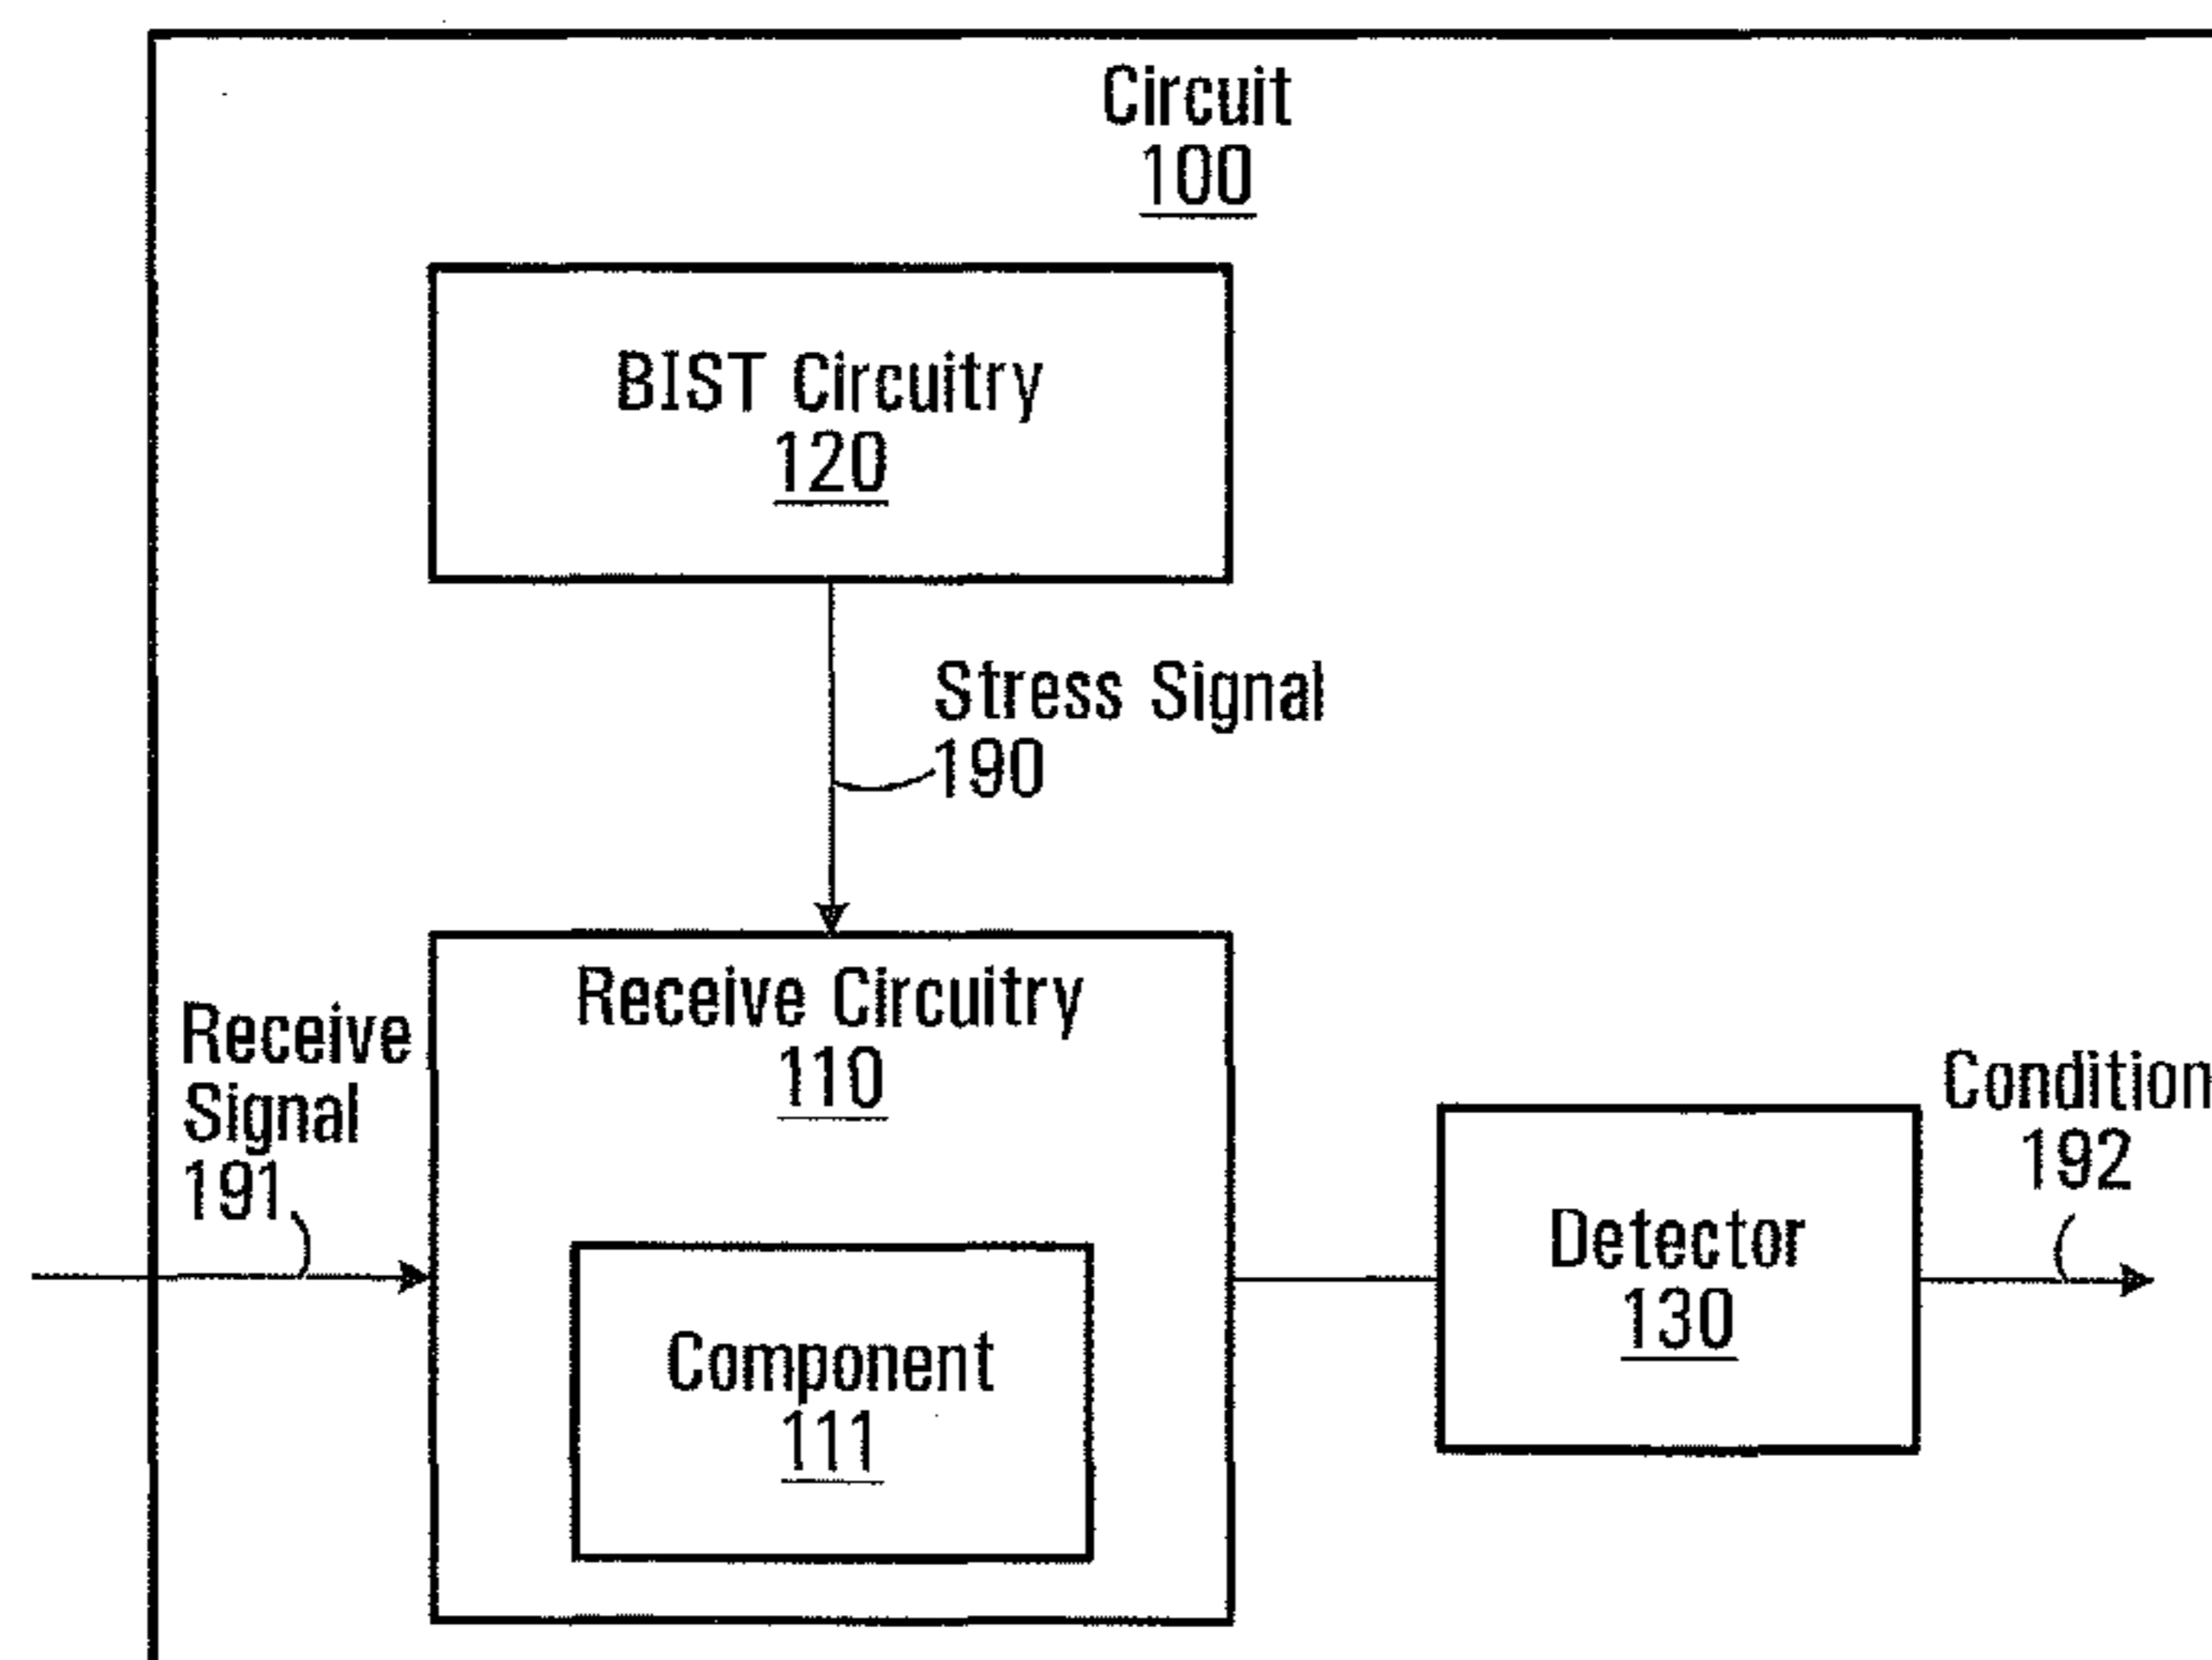 Circuit
100
BIST Circuitry
120
Stress Signal
190
Receive Circuitry
110
Receive
Signal
191
Component
111
Detector
130
Condition
192